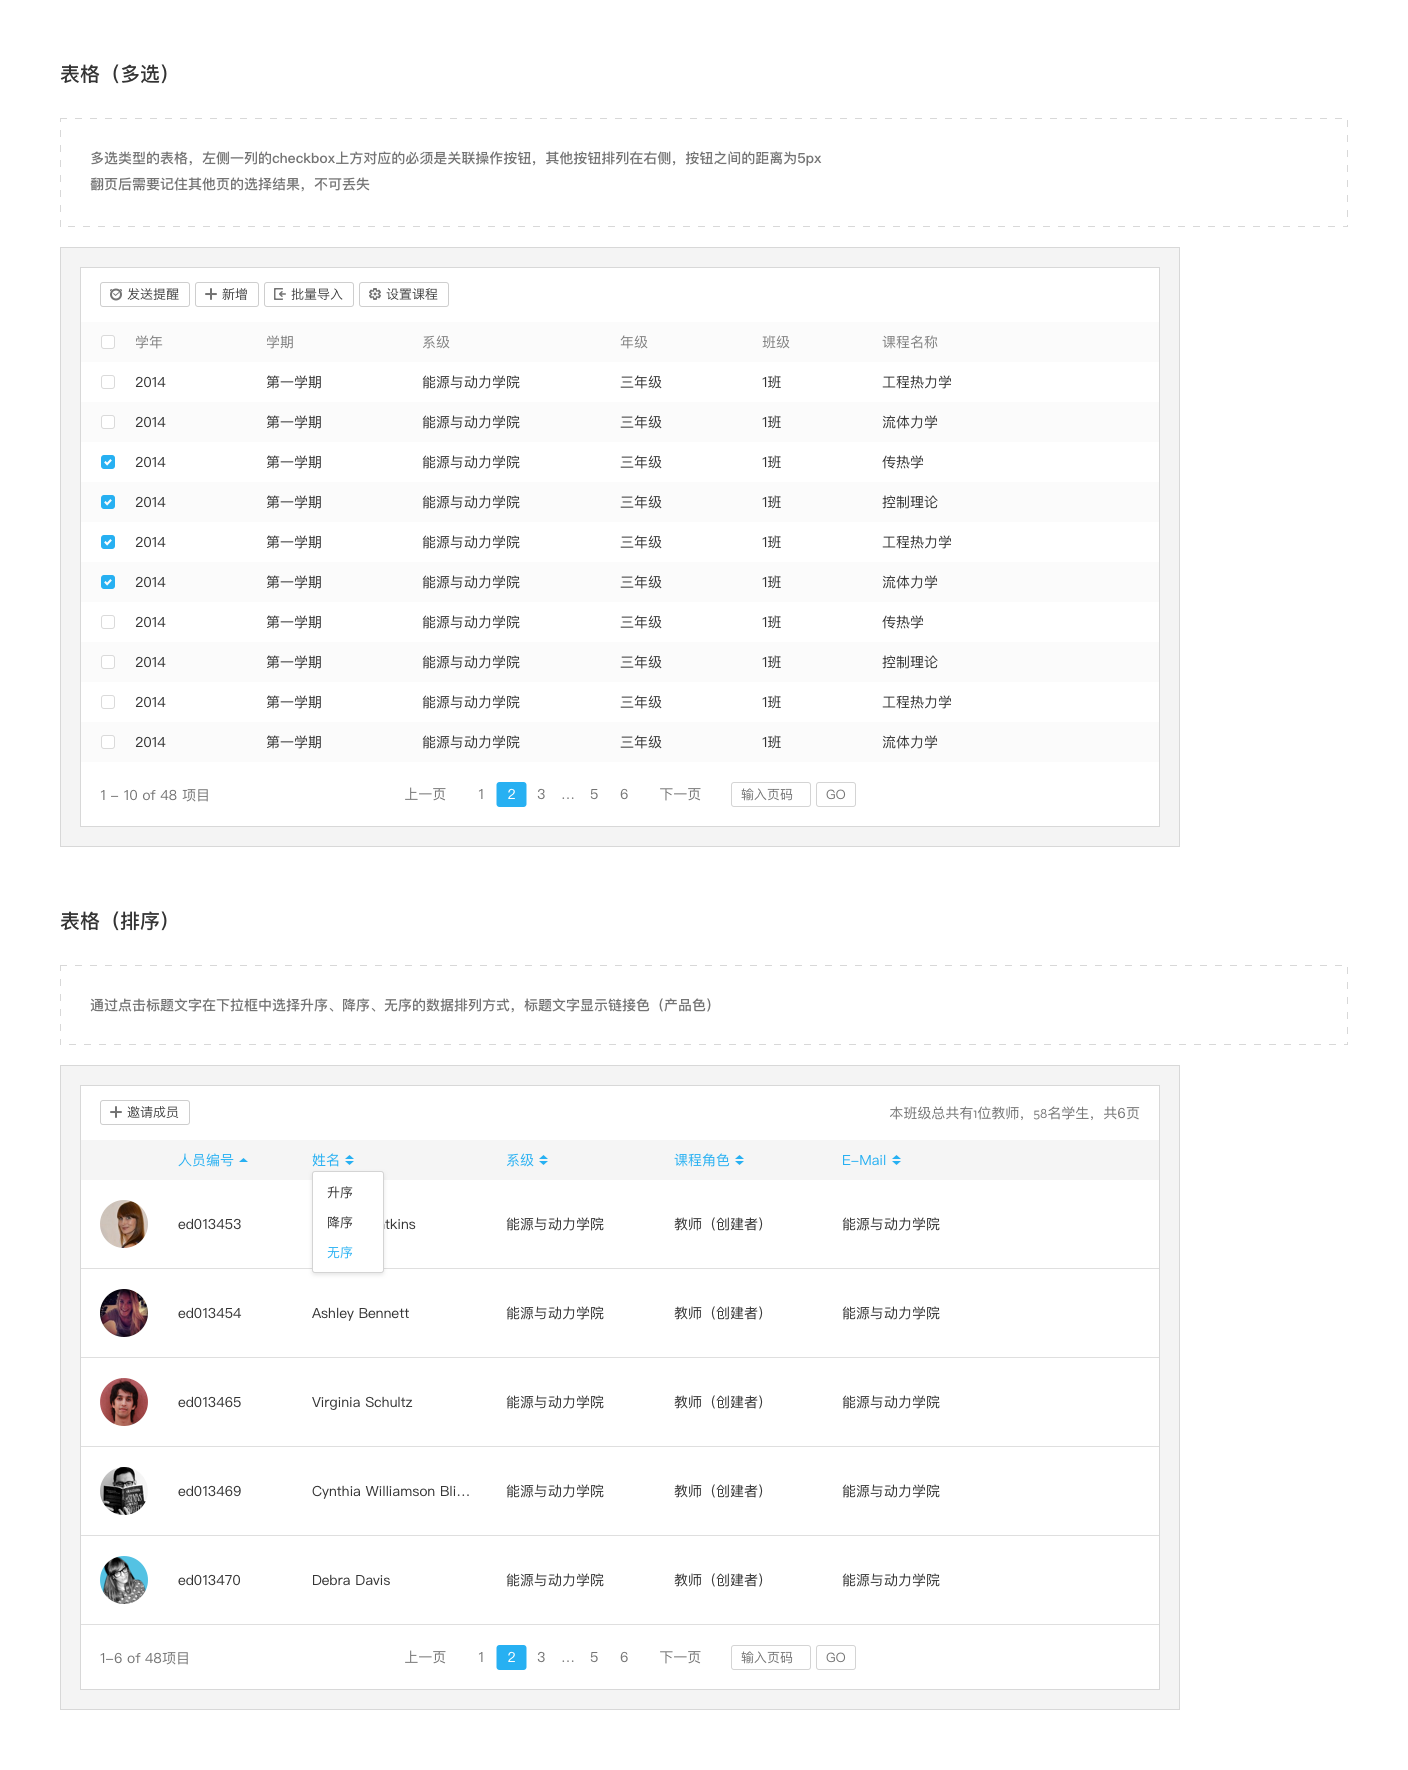 表格（多选）
多选类型的表格，左侧一列的checkbox上方对应的必须是关联操作按钮，其他按钮排列在右侧，按钮之间的距离为5px
翻页后需要记住其他页的选择结果，不可丢失
发送提醒 新增 批量导入 设置课程
学年 学期 系级 年级 班级 课程名称
2014 第一学期 能源与动力学院 三年级 1班 工程热力学
2014 第一学期 能源与动力学院 三年级 1班 流体力学
2014 第一学期 能源与动力学院 三年级 1班 传热学
2014 第一学期 能源与动力学院 三年级 1班 控制理论
2014 第一学期 能源与动力学院 三年级 1班 工程热力学
2014 第一学期 能源与动力学院 三年级 1班 流体力学
2014 第一学期 能源与动力学院 三年级 1班 传热学
2014 第一学期 能源与动力学院 三年级 1班 控制理论
2014 第一学期 能源与动力学院 三年级 1班 工程热力学
2014 第一学期 能源与动力学院 三年级 1班 流体力学
1 – 10 of 48 项目 上一页 1 2 3 ... 5 6 下一页 输入页码 GO
表格（排序）
通过点击标题文字在下拉框中选择升序、降序、无序的数据排列方式，标题文字显示链接色（产品色）
邀请成员 本班级总共有1位教师，58名学生，共6页
人员编号 姓名 系级 课程角色 E-Mail
升序
降序
无序
ed013453 tkins 能源与动力学院 教师（创建者） 能源与动力学院
ed013454 Ashley Bennett 能源与动力学院 教师（创建者） 能源与动力学院
ed013465 Virginia Schultz 能源与动力学院 教师（创建者） 能源与动力学院
ed013469 Cynthia Williamson Bli... 能源与动力学院 教师（创建者） 能源与动力学院
ed013470 Debra Davis 能源与动力学院 教师（创建者） 能源与动力学院
1–6 of 48项目 上一页 1 2 3 ... 5 6 下一页 输入页码 GO